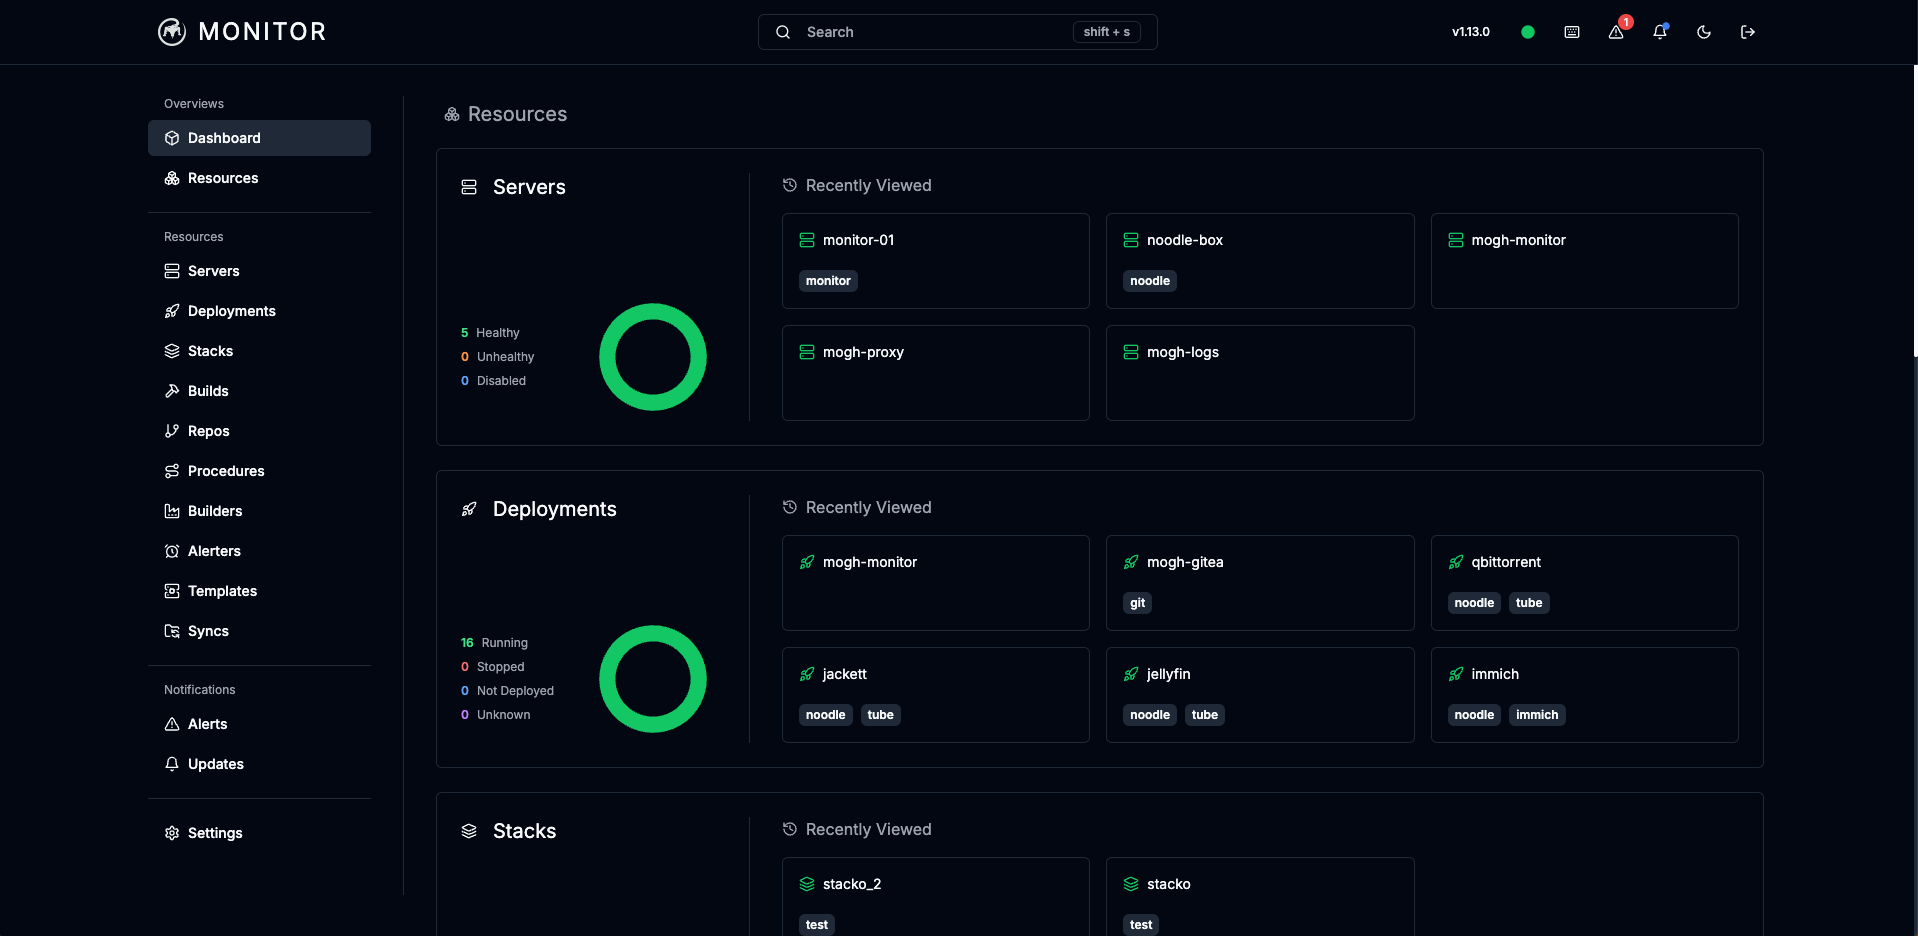 MONITOR
Search
shift + s
v1.13.0
1
Overviews
Dashboard
Resources
Resources
Servers
Deployments
Stacks
Builds
Repos
Procedures
Builders
Alerters
Templates
Syncs
Notifications
Alerts
Updates
Settings
Resources
Servers
5 Healthy
0 Unhealthy
0 Disabled
Recently Viewed
monitor-01
monitor
noodle-box
noodle
mogh-monitor
mogh-proxy
mogh-logs
Deployments
16 Running
0 Stopped
0 Not Deployed
0 Unknown
Recently Viewed
mogh-monitor
mogh-gitea
git
qbittorrent
noodle tube
jackett
noodle tube
jellyfin
noodle tube
immich
noodle immich
Stacks
Recently Viewed
stacko_2
test
stacko
test